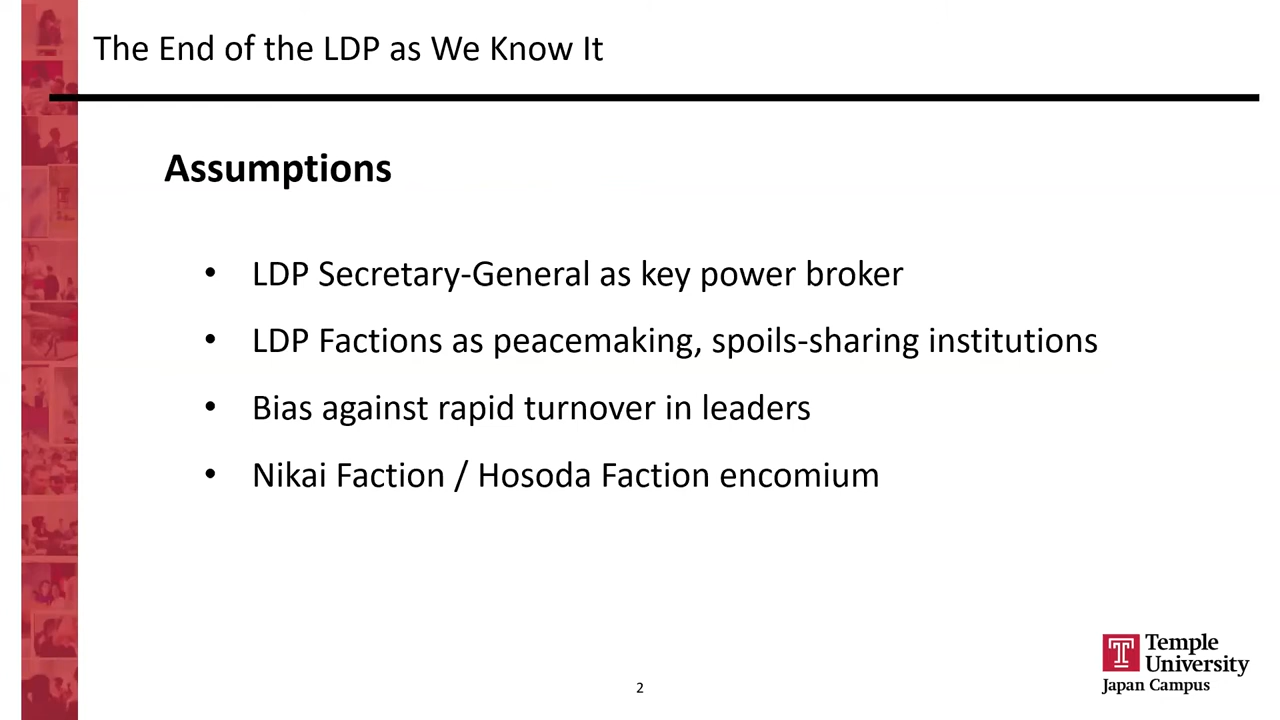 The End of the LDP as We Know It
Assumptions
• LDP Secretary-General as key power broker
• LDP Factions as peacemaking, spoils-sharing institutions
• Bias against rapid turnover in leaders
• Nikai Faction / Hosoda Faction encomium
Temple
University
Japan Campus
2